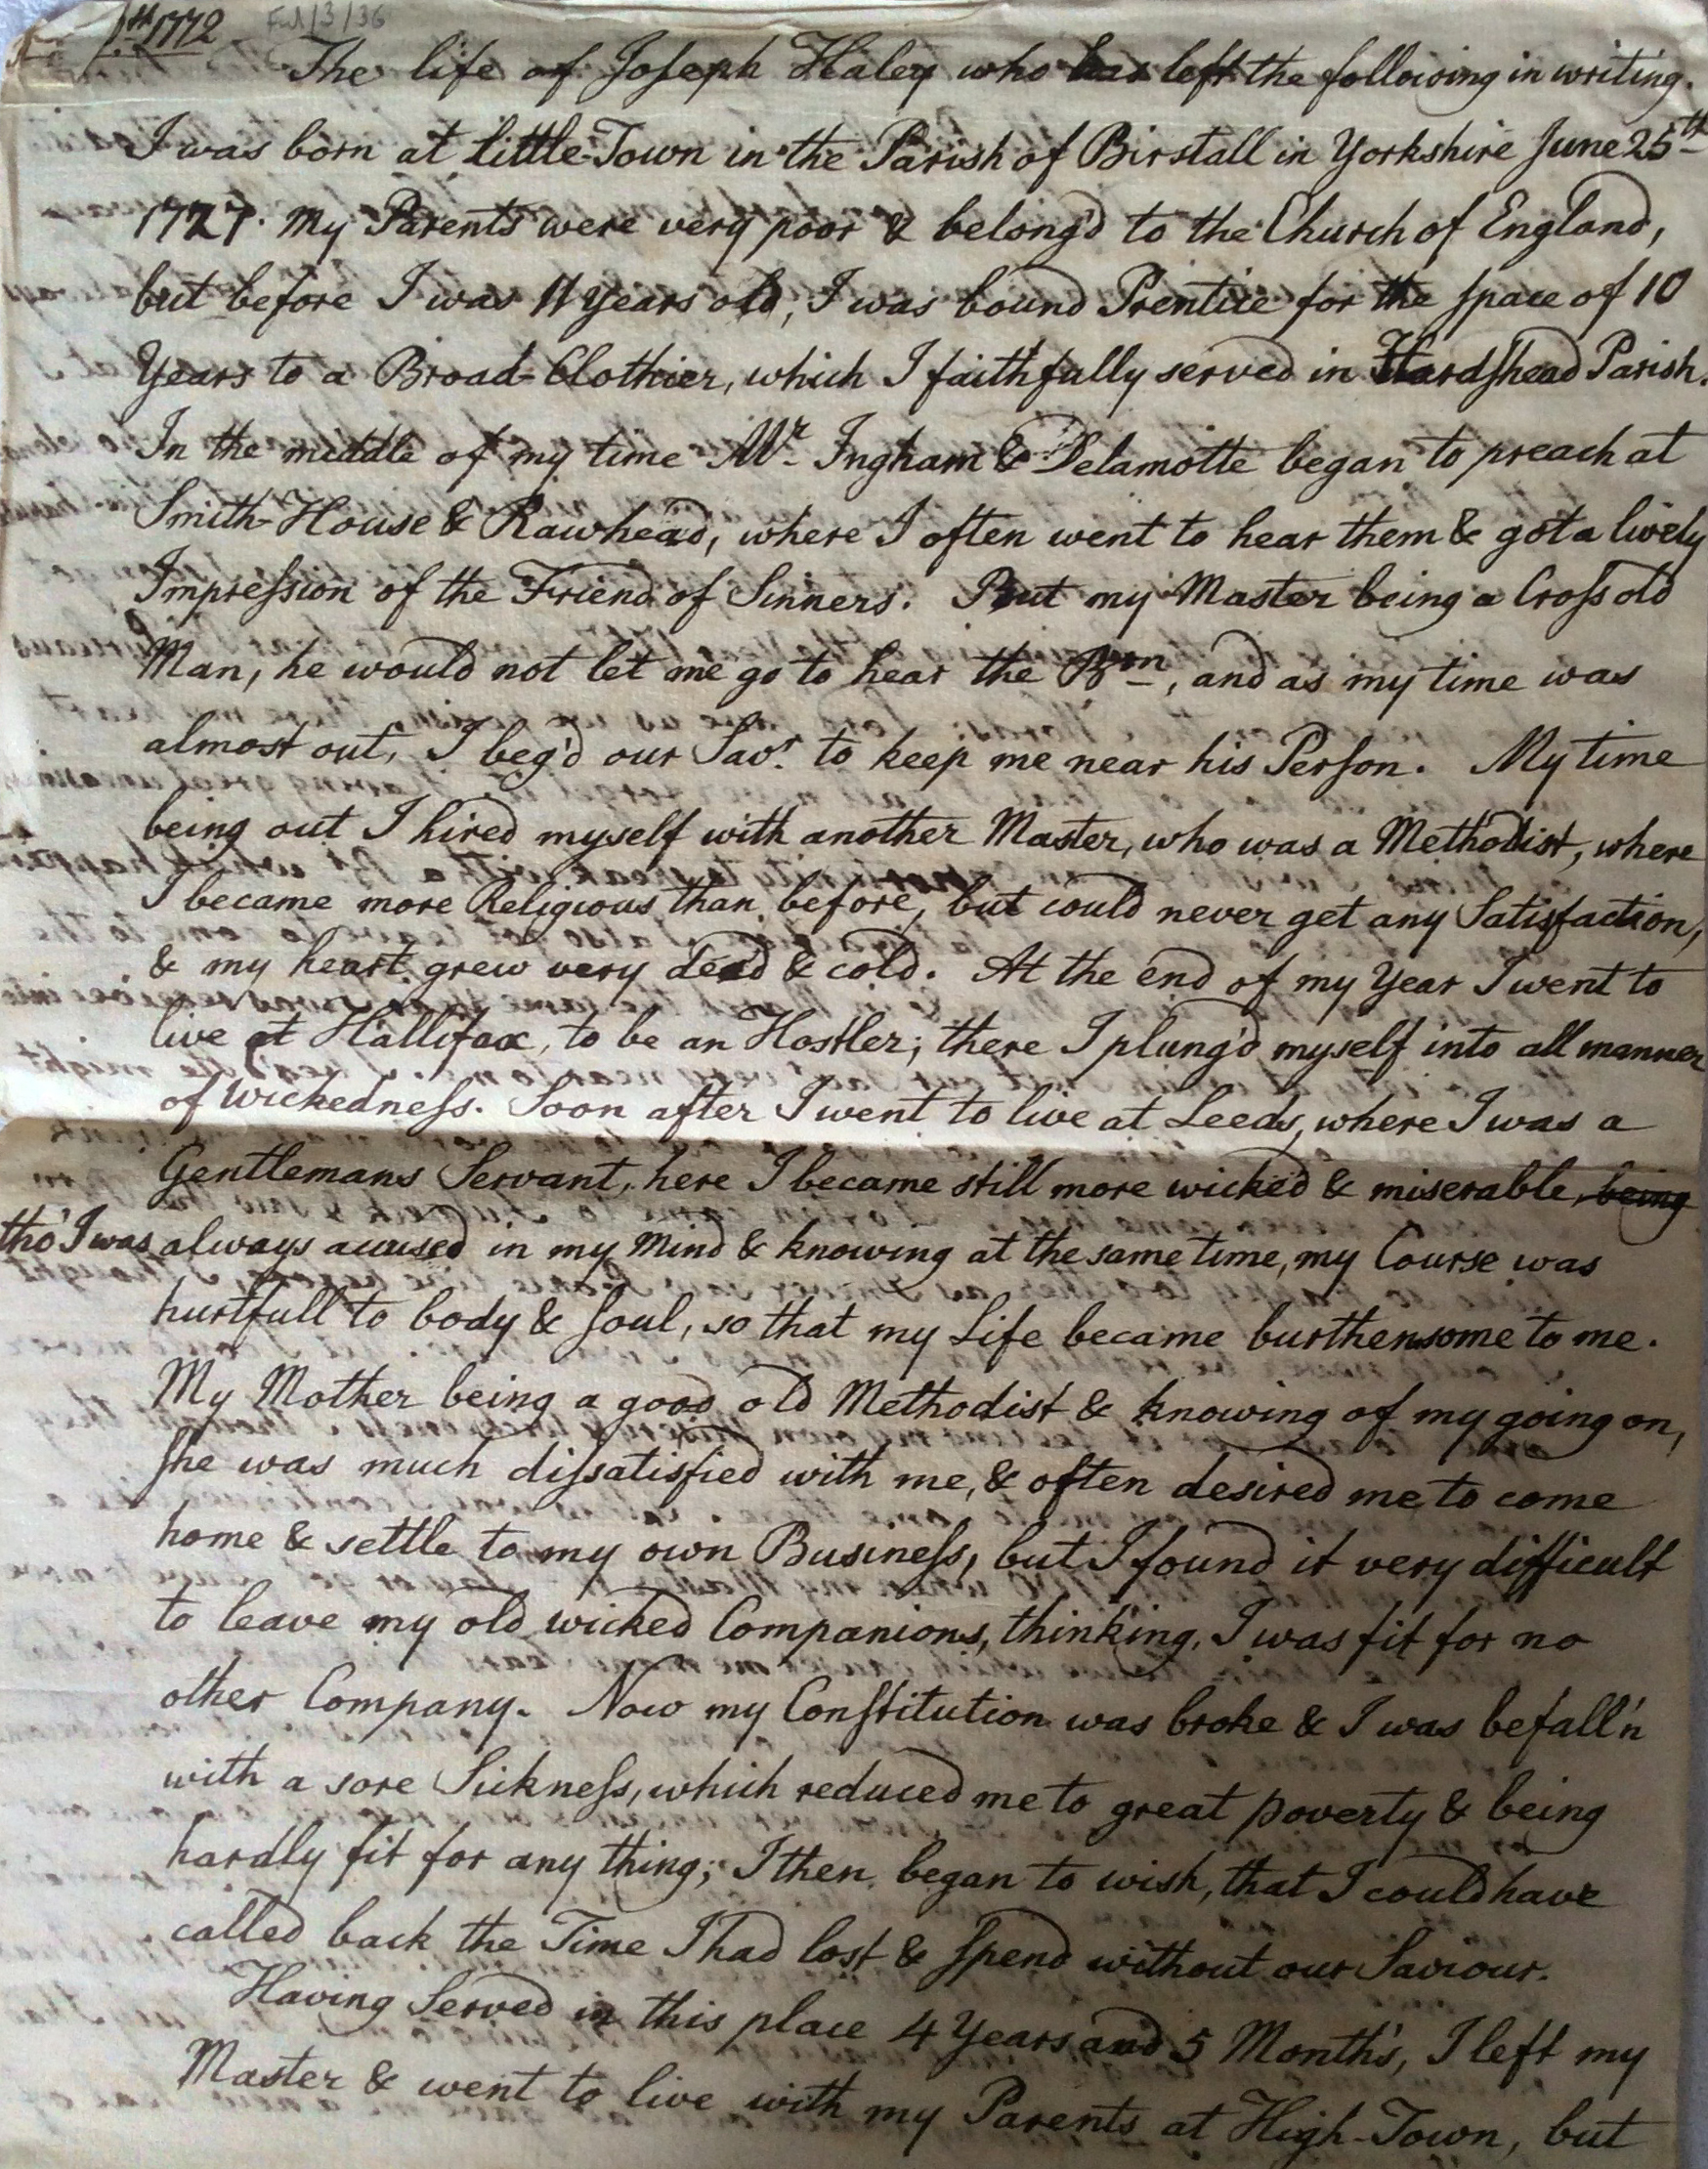 1772 Ful/3/36
The life of Joseph Haley who has left the following in writing.
I was born at Little-Town in the Parish of Birstall in Yorkshire June 25th
1727. My Parents were very poor & belong'd to the Church of England,
but before I was 11 Years old, I was bound Prentice for the space of 10
Years to a Broad-Clothier, which I faithfully served in Hardshead Parish.
In the middle of my time Mr. Ingham & Delamotte began to preach at
Smith-House & Rawhead, where I often went to hear them & got a lively
Impression of the Friend of Sinners. But my Master being a Cross old
Man, he would not let me go to hear the Brn, and as my time was
almost out, I beg'd our Savr. to keep me near his Person. My time
being out I hired myself with another Master, who was a Methodist, where
I became more Religious than before, but could never get any Satisfaction,
& my heart grew very dead & cold. At the end of my Year I went to
live at Hallifax, to be an Hostler; there I plung'd myself into all manner
of Wickedness. Soon after I went to live at Leeds, where I was a
Gentlemans Servant, here I became still more wicked & miserable, being
tho' I was always accused in my Mind & knowing at the same time, my Course was
hurtfull to body & Soul, so that my Life became burthensome to me.
My Mother being a good old Methodist & knowing of my going on,
she was much dissatisfied with me, & often desired me to come
home & settle to my own Business, but I found it very difficult
to leave my old wicked Companions, thinking, I was fit for no
other Company. Now my Constitution was broke & I was befall'n
with a sore Sickness, which reduced me to great poverty & being
hardly fit for any thing; I then began to wish, that I could have
called back the Time I had lost & spend without our Saviour.
Having Served in this place 4 Years and 5 Month's, I left my
Master & went to live with my Parents at High-Town, but